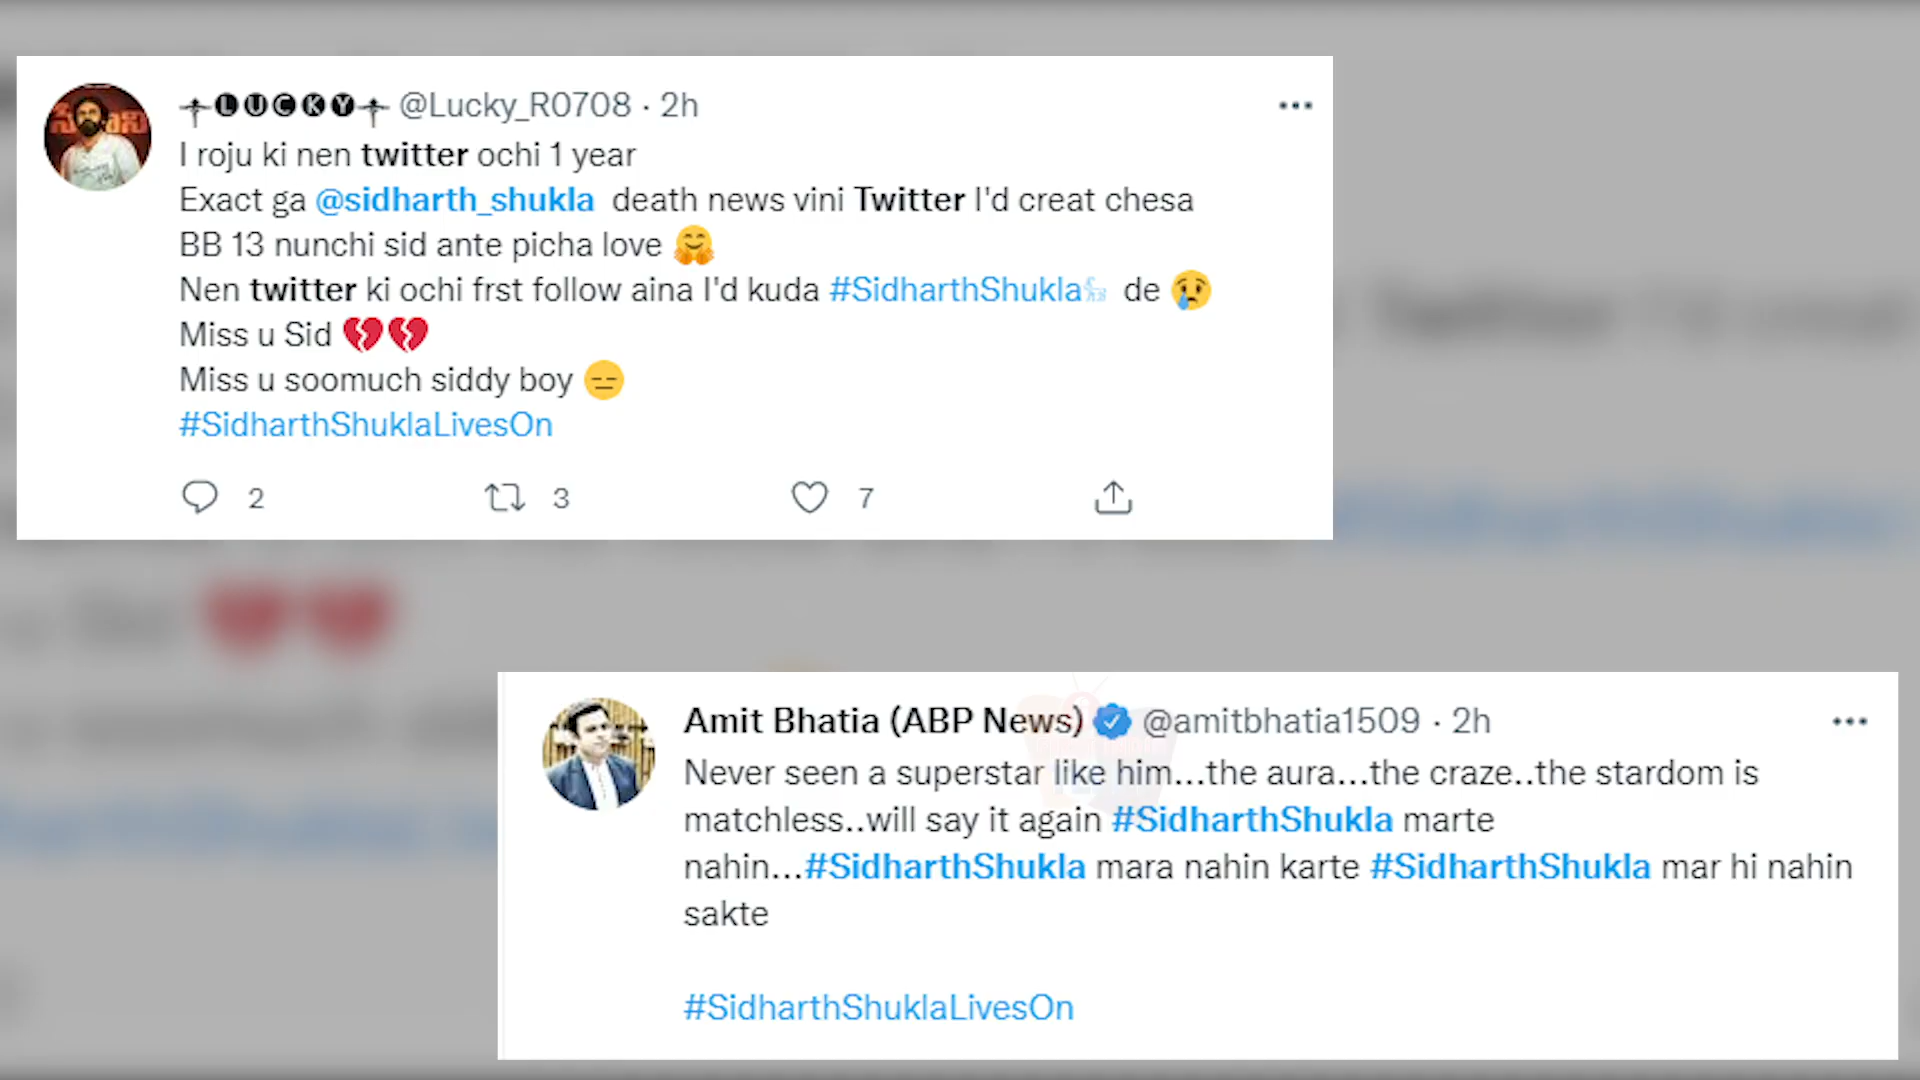 🅛🅤🅒🅚🅨 @Lucky_R0708 · 2h
I roju ki nen twitter ochi 1 year
Exact ga @sidharth_shukla death news vini Twitter I'd creat chesa
BB 13 nunchi sid ante picha love 🤗
Nen twitter ki ochi frst follow aina I'd kuda #SidharthShukla de 😢
Miss u Sid 💔💔
Miss u soomuch siddy boy 😑
#SidharthShuklaLivesOn
2 3 7
Amit Bhatia (ABP News) @amitbhatia1509 · 2h
Never seen a superstar like him...the aura...the craze..the stardom is
matchless..will say it again #SidharthShukla marte
nahin...#SidharthShukla mara nahin karte #SidharthShukla mar hi nahin
sakte
#SidharthShuklaLivesOn